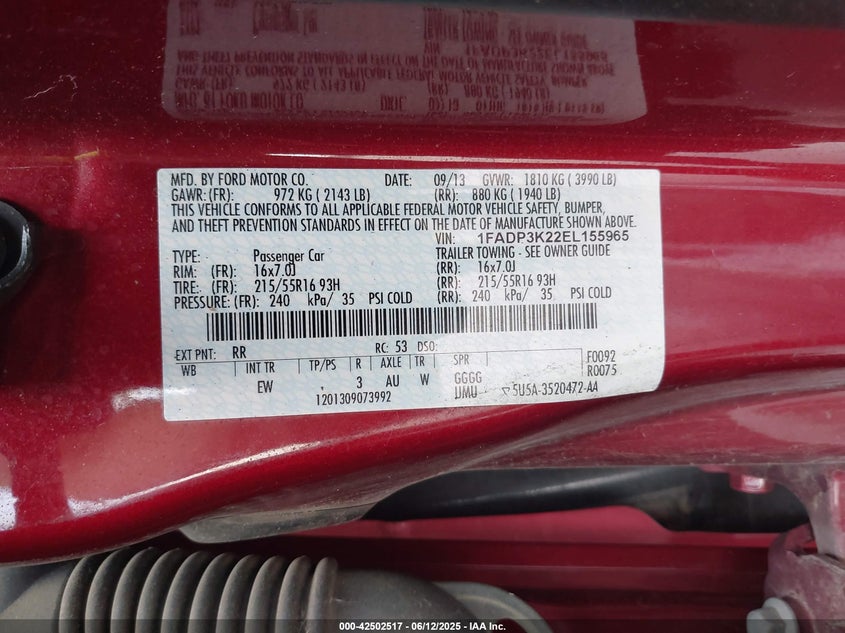 MFD. BY FORD MOTOR CO. DATE: 09/13 GVWR: 1810 KG ( 3990 LB)
GAWR: (FR): 972 KG ( 2143 LB) (RR): 880 KG ( 1940 LB)
THIS VEHICLE CONFORMS TO ALL APPLICABLE FEDERAL MOTOR VEHICLE SAFETY, BUMPER,
AND THEFT PREVENTION STANDARDS IN EFFECT ON THE DATE OF MANUFACTURE SHOWN ABOVE.
VIN: 1FADP3K22EL155965
TYPE: Passenger Car TRAILER TOWING - SEE OWNER GUIDE
RIM: (FR): 16x7.0J (RR): 16x7.0J
TIRE: (FR): 215/55R16 93H (RR): 215/55R16 93H
PRESSURE: (FR): 240 kPa/ 35 PSI COLD (RR): 240 kPa/ 35 PSI COLD
EXT PNT: RR RC: 53 DSO:
WB INT TR TP/PS R AXLE TR SPR F0092
EW . 3 AU W GGGG R0075
1201309073992 IJMU 5U5A-3520472-AA
000-42502517 | 06/12/2025 - IAA Inc.